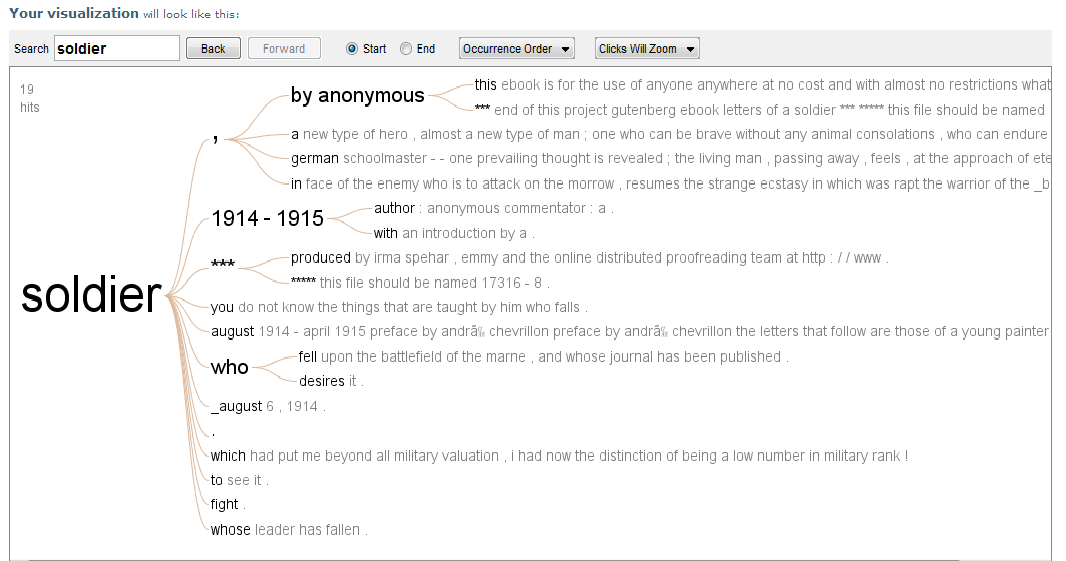 Your visualization will look like this:
Search soldier Back Forward Start End Occurrence Order Clicks Will Zoom
19
hits
soldier
,
by anonymous
this ebook is for the use of anyone anywhere at no cost and with almost no restrictions what
*** end of this project gutenberg ebook letters of a soldier *** ***** this file should be named
a new type of hero , almost a new type of man ; one who can be brave without any animal consolations , who can endure
german schoolmaster - - one prevailing thought is revealed ; the living man , passing away , feels , at the approach of ete
in face of the enemy who is to attack on the morrow , resumes the strange ecstasy in which was rapt the warrior of the _b
1914 - 1915
author : anonymous commentator : a .
with an introduction by a .
***
produced by irma spehar , emmy and the online distributed proofreading team at http : / / www .
***** this file should be named 17316 - 8 .
you do not know the things that are taught by him who falls .
august 1914 - april 1915 preface by andrã‰ chevrillon preface by andrã‰ chevrillon the letters that follow are those of a young painter
who
fell upon the battlefield of the marne , and whose journal has been published .
desires it .
_august 6 , 1914 .
.
which had put me beyond all military valuation , i had now the distinction of being a low number in military rank !
to see it .
fight .
whose leader has fallen .